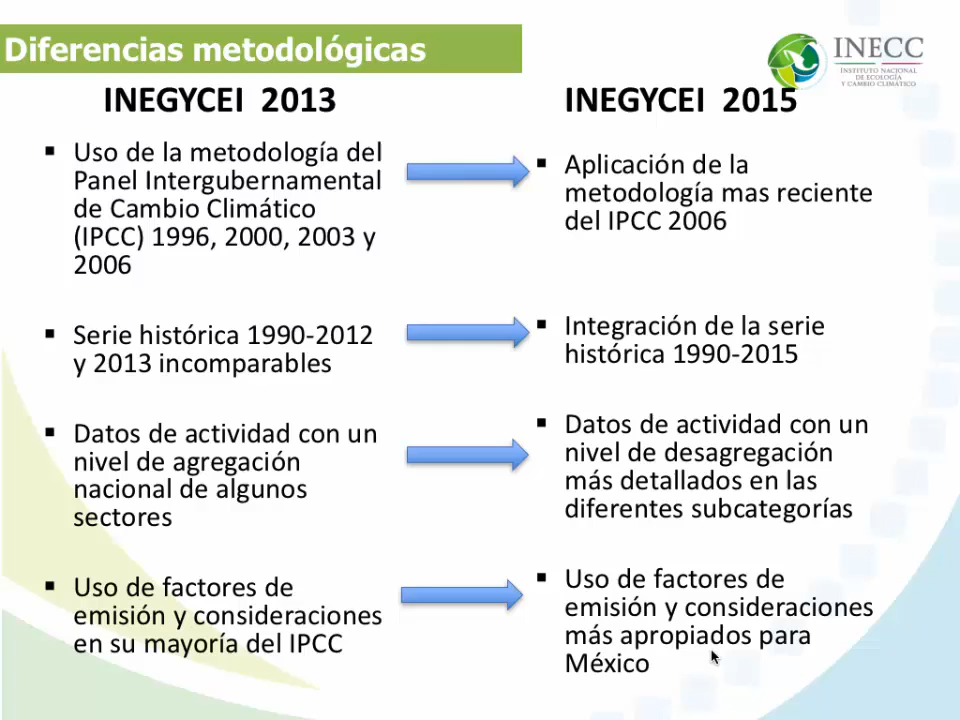 Diferencias metodológicas
INECC
INSTITUTO NACIONAL
DE ECOLOGÍA
Y CAMBIO CLIMÁTICO
INEGYCEI 2013
▪ Uso de la metodología del
Panel Intergubernamental
de Cambio Climático
(IPCC) 1996, 2000, 2003 y
2006
▪ Serie histórica 1990-2012
y 2013 incomparables
▪ Datos de actividad con un
nivel de agregación
nacional de algunos
sectores
▪ Uso de factores de
emisión y consideraciones
en su mayoría del IPCC
INEGYCEI 2015
▪ Aplicación de la
metodología mas reciente
del IPCC 2006
▪ Integración de la serie
histórica 1990-2015
▪ Datos de actividad con un
nivel de desagregación
más detallados en las
diferentes subcategorías
▪ Uso de factores de
emisión y consideraciones
más apropiados para
México